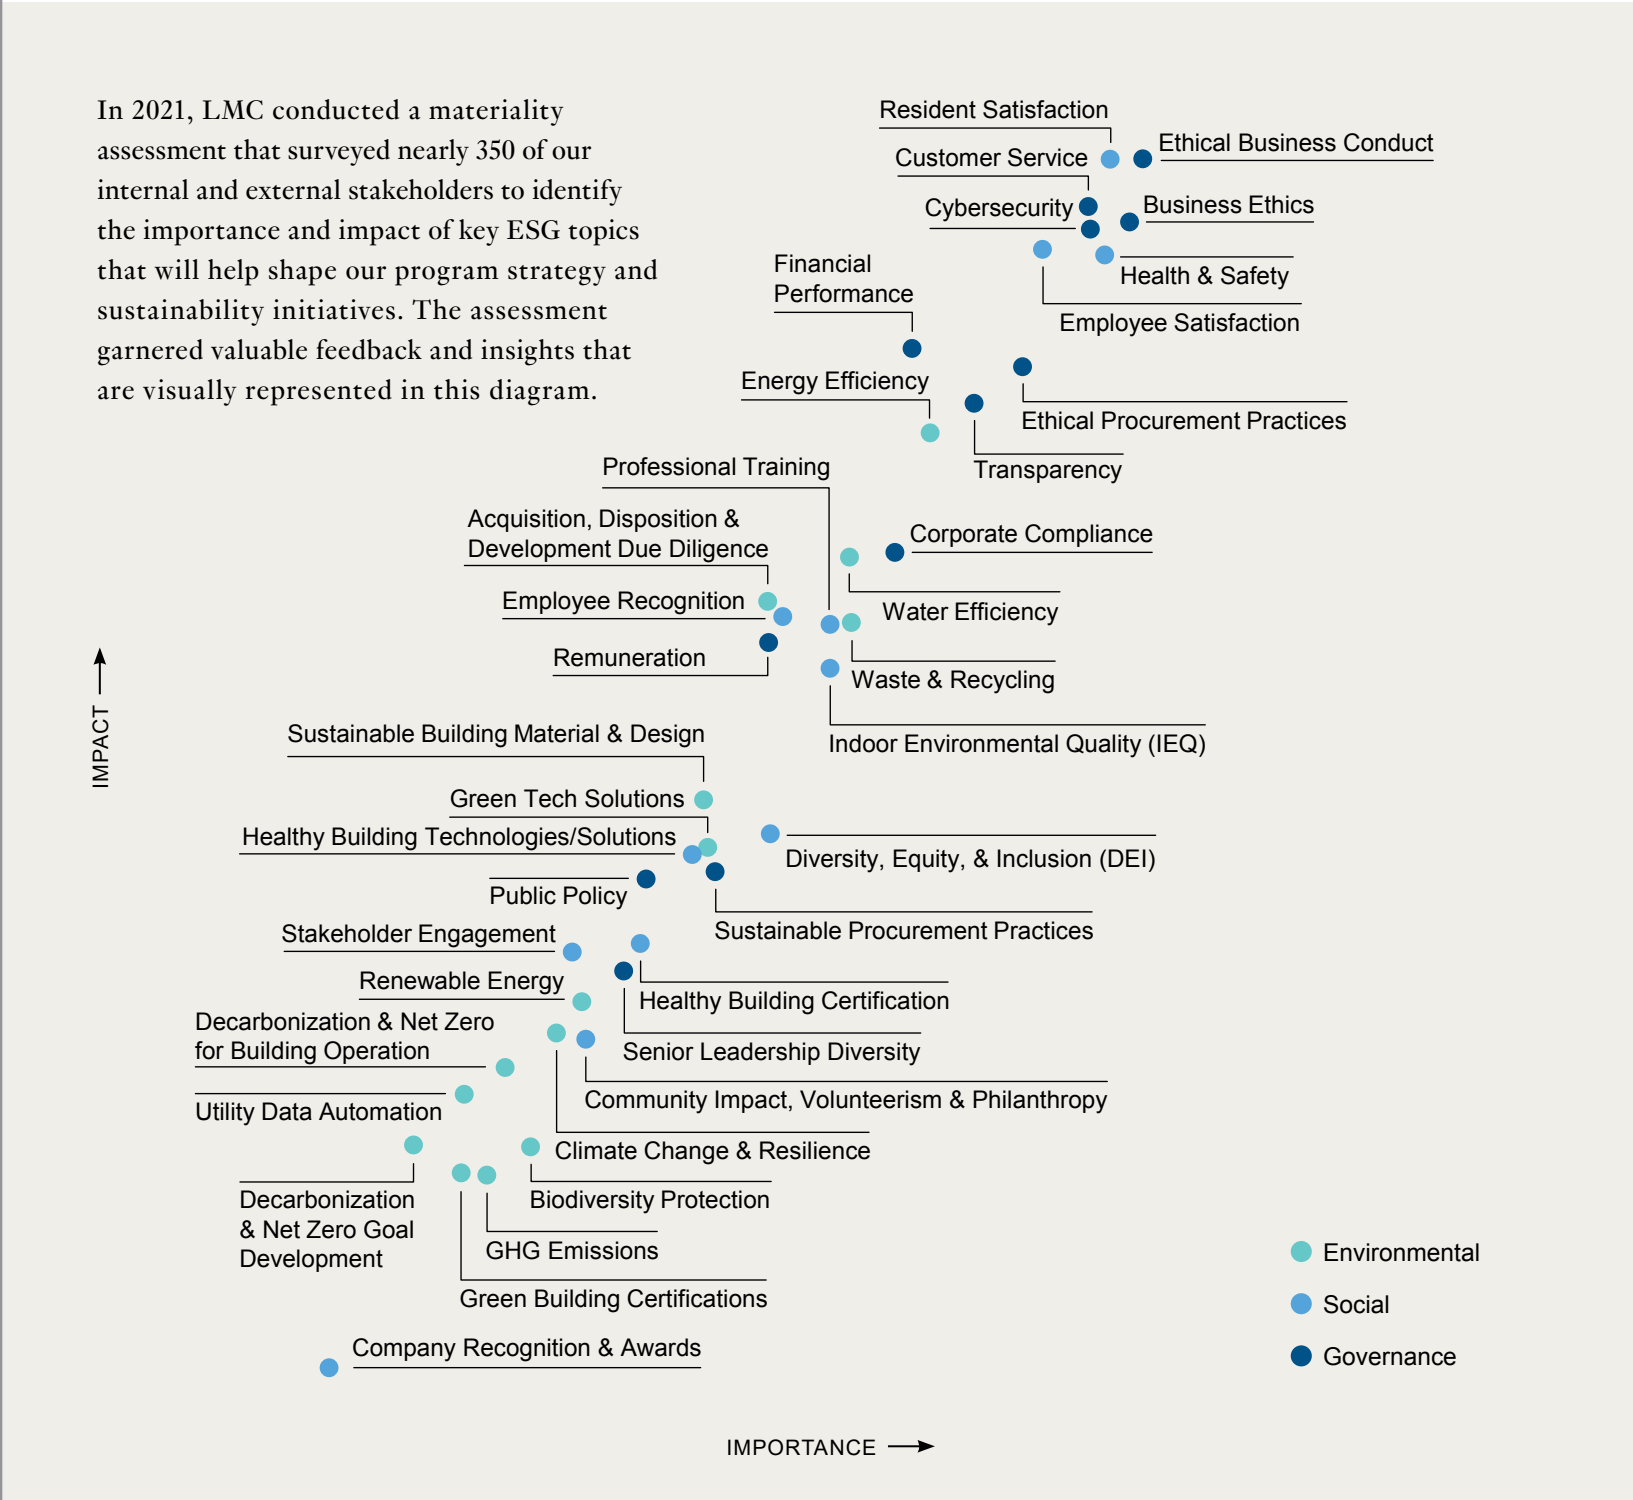 In 2021, LMC conducted a materiality
assessment that surveyed nearly 350 of our
internal and external stakeholders to identify
the importance and impact of key ESG topics
that will help shape our program strategy and
sustainability initiatives. The assessment
garnered valuable feedback and insights that
are visually represented in this diagram.
Resident Satisfaction
Ethical Business Conduct
Customer Service
Cybersecurity
Business Ethics
Health & Safety
Employee Satisfaction
Financial
Performance
Energy Efficiency
Ethical Procurement Practices
Transparency
Professional Training
Acquisition, Disposition &
Development Due Diligence
Corporate Compliance
Employee Recognition
Water Efficiency
Remuneration
Waste & Recycling
Indoor Environmental Quality (IEQ)
IMPACT
Sustainable Building Material & Design
Green Tech Solutions
Healthy Building Technologies/Solutions
Diversity, Equity, & Inclusion (DEI)
Public Policy
Sustainable Procurement Practices
Stakeholder Engagement
Renewable Energy
Healthy Building Certification
Decarbonization & Net Zero
for Building Operation
Senior Leadership Diversity
Utility Data Automation
Community Impact, Volunteerism & Philanthropy
Climate Change & Resilience
Decarbonization
& Net Zero Goal
Development
Biodiversity Protection
GHG Emissions
Green Building Certifications
Company Recognition & Awards
Environmental
Social
Governance
IMPORTANCE